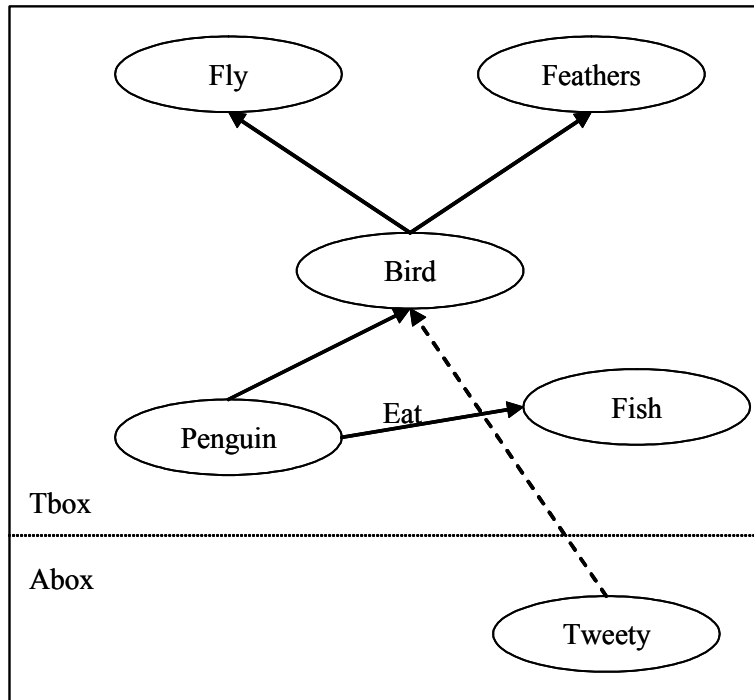 Fly
Feathers
Bird
Eat
Fish
Penguin
Tbox
Abox
Tweety